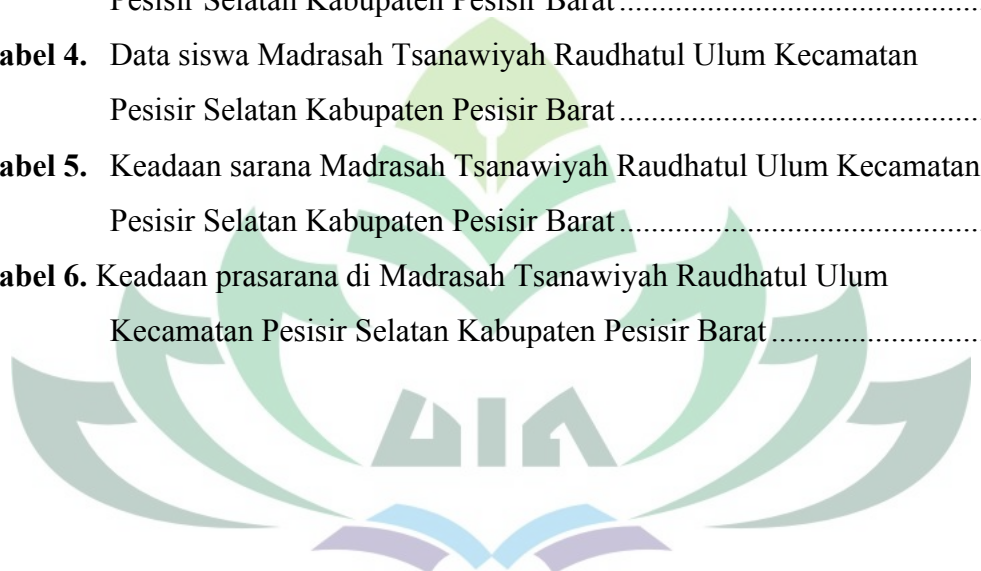 Pesisir Selatan Kabupaten Pesisir Barat.............................................
abel 4. Data siswa Madrasah Tsanawiyah Raudhatul Ulum Kecamatan
Pesisir Selatan Kabupaten Pesisir Barat.............................................
abel 5. Keadaan sarana Madrasah Tsanawiyah Raudhatul Ulum Kecamatan
Pesisir Selatan Kabupaten Pesisir Barat.............................................
abel 6. Keadaan prasarana di Madrasah Tsanawiyah Raudhatul Ulum
Kecamatan Pesisir Selatan Kabupaten Pesisir Barat..........................
UIN